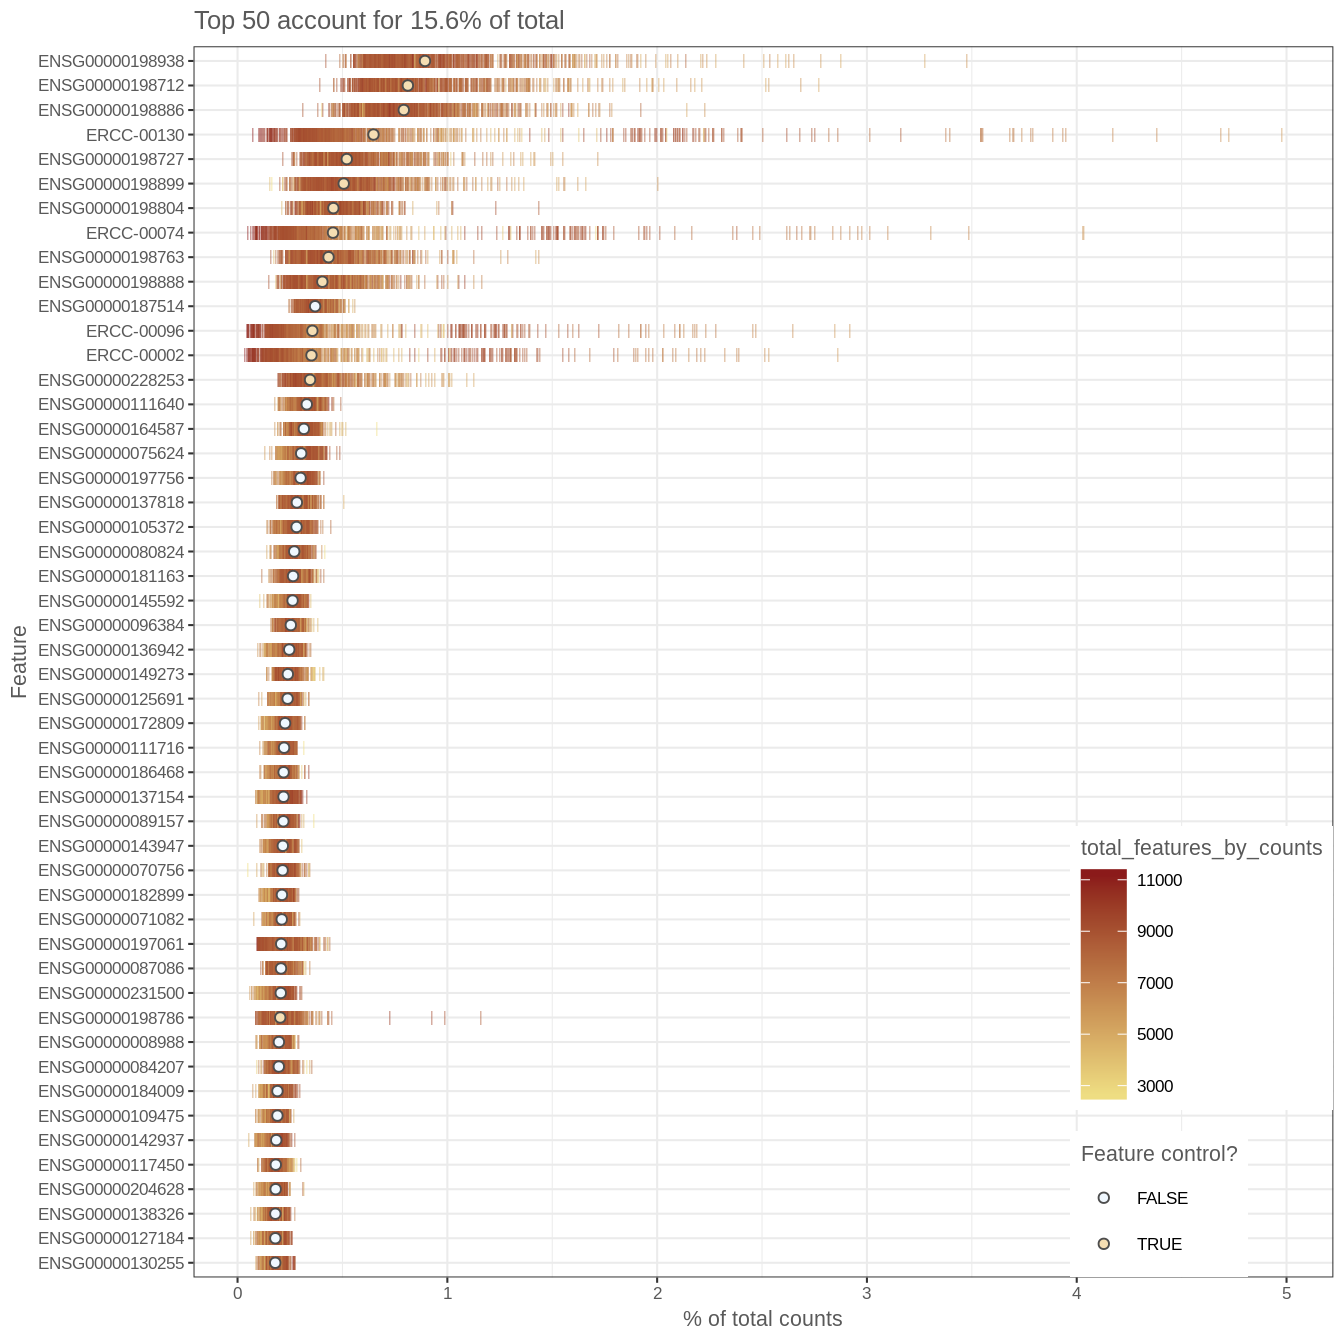 Top 50 account for 15.6% of total
ENSG00000198938
ENSG00000198712
ENSG00000198886
ERCC-00130
ENSG00000198727
ENSG00000198899
ENSG00000198804
ERCC-00074
ENSG00000198763
ENSG00000198888
ENSG00000187514
ERCC-00096
ERCC-00002
ENSG00000228253
ENSG00000111640
ENSG00000164587
ENSG00000075624
ENSG00000197756
ENSG00000137818
ENSG00000105372
ENSG00000080824
ENSG00000181163
ENSG00000145592
ENSG00000096384
ENSG00000136942
ENSG00000149273
ENSG00000125691
ENSG00000172809
ENSG00000111716
ENSG00000186468
ENSG00000137154
ENSG00000089157
ENSG00000143947
ENSG00000070756
ENSG00000182899
ENSG00000071082
ENSG00000197061
ENSG00000087086
ENSG00000231500
ENSG00000198786
ENSG00000008988
ENSG00000084207
ENSG00000184009
ENSG00000109475
ENSG00000142937
ENSG00000117450
ENSG00000204628
ENSG00000138326
ENSG00000127184
ENSG00000130255
Feature
0 1 2 3 4 5
% of total counts
total_features_by_counts
11000
9000
7000
5000
3000
Feature control?
FALSE
TRUE